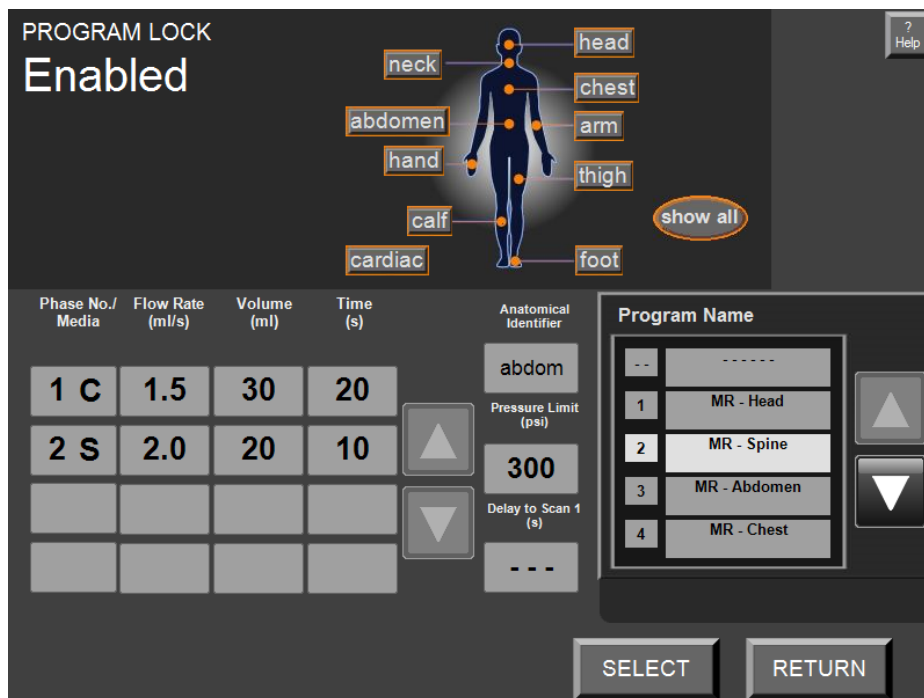 PROGRAM LOCK
Enabled
?
Help
head
neck
chest
abdomen
arm
hand
thigh
calf
show all
cardiac
foot
Phase No./
Media
Flow Rate
(ml/s)
Volume
(ml)
Time
(s)
1 C 1.5 30 20
2 S 2.0 20 10
Anatomical
Identifier
abdom
Pressure Limit
(psi)
300
Delay to Scan 1
(s)
- - -
Program Name
- - - - - - - -
1 MR - Head
2 MR - Spine
3 MR - Abdomen
4 MR - Chest
SELECT
RETURN